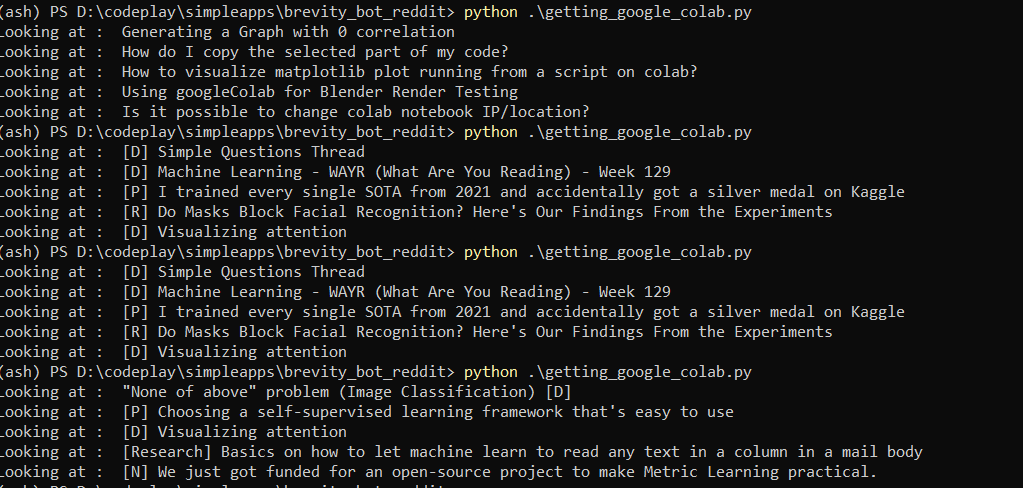 (ash) PS D:\codeplay\simpleapps\brevity_bot_reddit> python .\getting_google_colab.py
Looking at :  Generating a Graph with 0 correlation
Looking at :  How do I copy the selected part of my code?
Looking at :  How to visualize matplotlib plot running from a script on colab?
Looking at :  Using googleColab for Blender Render Testing
Looking at :  Is it possible to change colab notebook IP/location?
(ash) PS D:\codeplay\simpleapps\brevity_bot_reddit> python .\getting_google_colab.py
Looking at :  [D] Simple Questions Thread
Looking at :  [D] Machine Learning - WAYR (What Are You Reading) - Week 129
Looking at :  [P] I trained every single SOTA from 2021 and accidentally got a silver medal on Kaggle
Looking at :  [R] Do Masks Block Facial Recognition? Here's Our Findings From the Experiments
Looking at :  [D] Visualizing attention
(ash) PS D:\codeplay\simpleapps\brevity_bot_reddit> python .\getting_google_colab.py
Looking at :  [D] Simple Questions Thread
Looking at :  [D] Machine Learning - WAYR (What Are You Reading) - Week 129
Looking at :  [P] I trained every single SOTA from 2021 and accidentally got a silver medal on Kaggle
Looking at :  [R] Do Masks Block Facial Recognition? Here's Our Findings From the Experiments
Looking at :  [D] Visualizing attention
(ash) PS D:\codeplay\simpleapps\brevity_bot_reddit> python .\getting_google_colab.py
Looking at :  "None of above" problem (Image Classification) [D]
Looking at :  [P] Choosing a self-supervised learning framework that's easy to use
Looking at :  [D] Visualizing attention
Looking at :  [Research] Basics on how to let machine learn to read any text in a column in a mail body
Looking at :  [N] We just got funded for an open-source project to make Metric Learning practical.